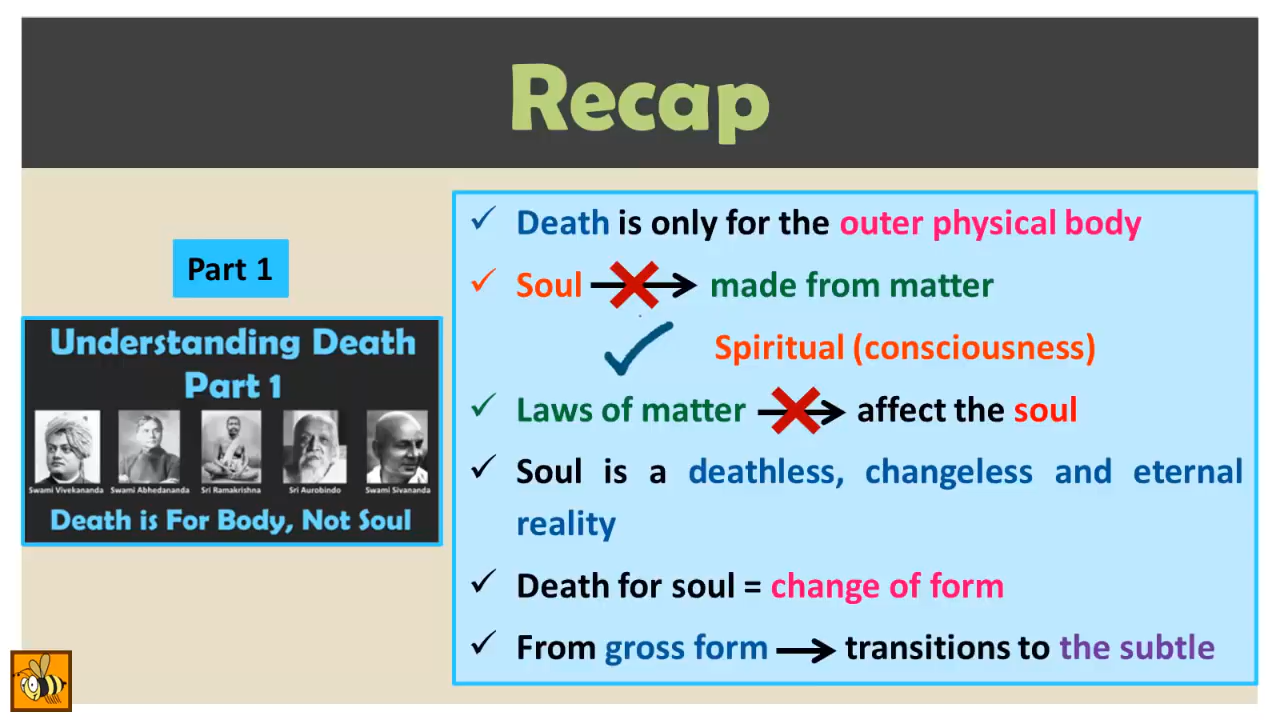 Recap
Part 1
Understanding Death
Part 1
Swami Vivekananda Swami Abhedananda Sri Ramakrishna Sri Aurobindo Swami Sivananda
Death is For Body, Not Soul
Death is only for the outer physical body
Soul made from matter
Spiritual (consciousness)
Laws of matter affect the soul
Soul is a deathless, changeless and eternal
reality
Death for soul = change of form
From gross form transitions to the subtle